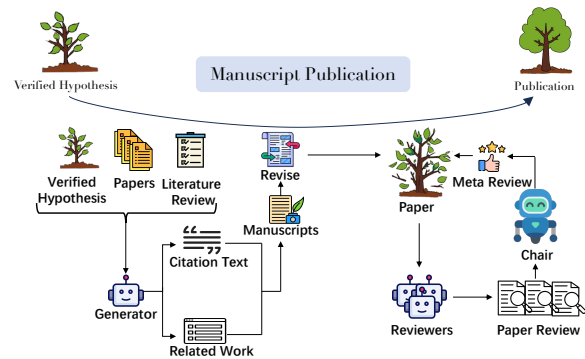 Manuscript Publication
Verified Hypothesis
Publication
Verified
Hypothesis
Papers
Literature
Review
Revise
Manuscripts
Generator
Citation Text
Related Work
Paper
Meta Review
Chair
Reviewers
Paper Review